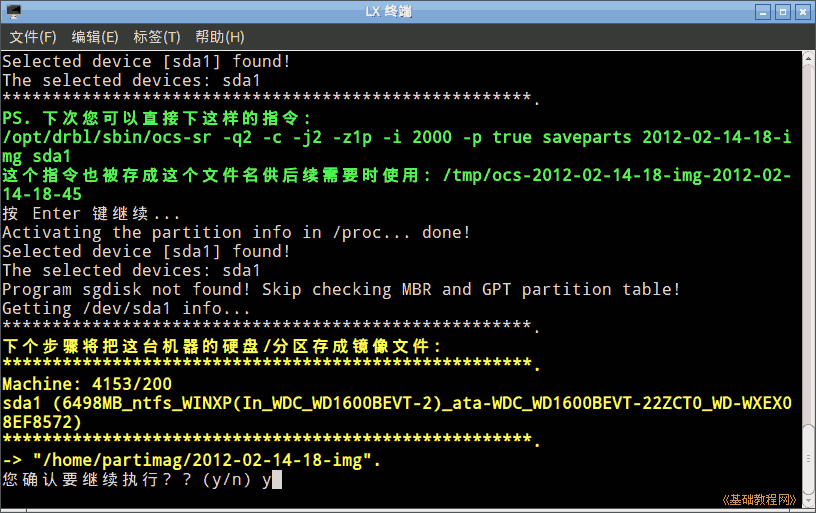 LX 终端
文件(F) 编辑(E) 标签(T) 帮助(H)
Selected device [sda1] found!
The selected devices: sda1
*****************************************************.
PS. 下次您可以直接下这样的指令:
/opt/drbl/sbin/ocs-sr -q2 -c -j2 -z1p -i 2000 -p true saveparts 2012-02-14-18-i
mg sda1
这个指令也被存成这个文件名供后续需要时使用: /tmp/ocs-2012-02-14-18-img-2012-02-
14-18-45
按 Enter 键继续...
Activating the partition info in /proc... done!
Selected device [sda1] found!
The selected devices: sda1
Program sgdisk not found! Skip checking MBR and GPT partition table!
Getting /dev/sda1 info...
*****************************************************.
下个步骤将把这台机器的硬盘/分区存成镜像文件:
*****************************************************.
Machine: 4153/200
sda1 (6498MB_ntfs_WINXP(In_WDC_WD1600BEVT-2)_ata-WDC_WD1600BEVT-22ZCT0_WD-WXEX0
8EF8572)
*****************************************************.
-> "/home/partimag/2012-02-14-18-img".
您确认要继续执行？？(y/n) y
《基础教程网》